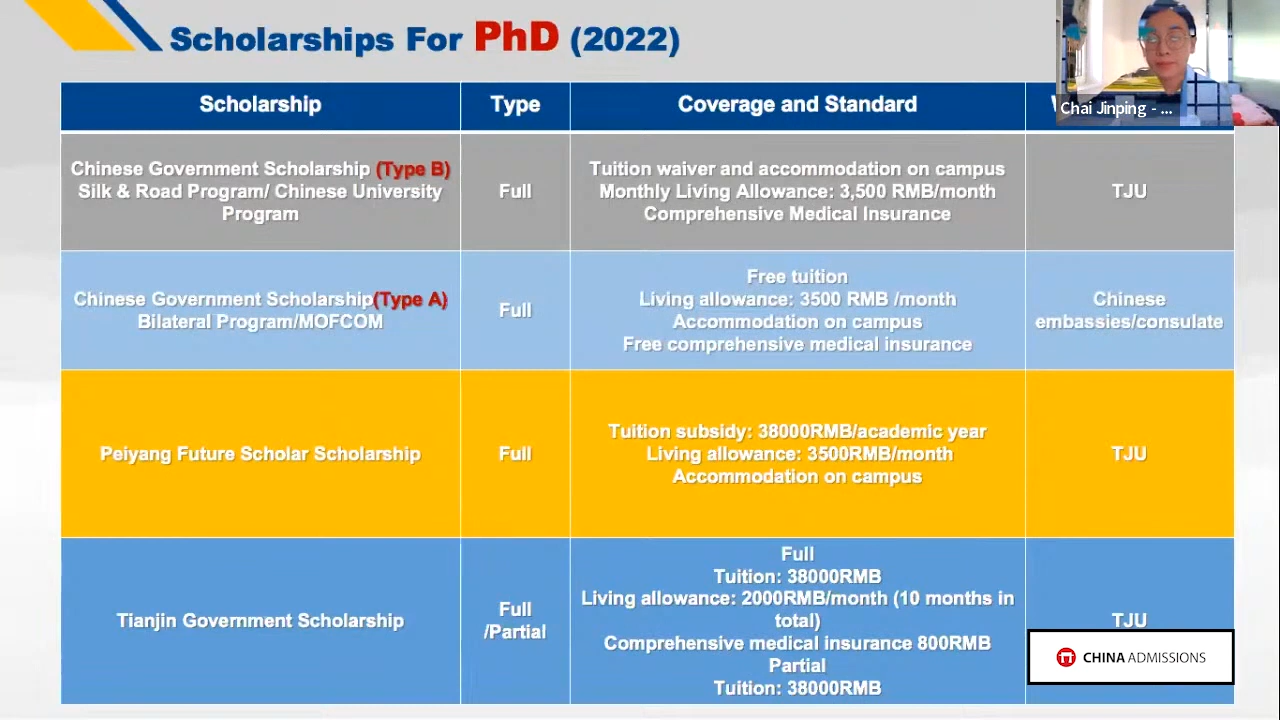 Scholarships For PhD (2022)
Chai Jinping - ...
Scholarship
Type
Coverage and Standard
Chinese Government Scholarship (Type B)
Silk & Road Program/ Chinese University
Program
Full
Tuition waiver and accommodation on campus
Monthly Living Allowance: 3,500 RMB/month
Comprehensive Medical Insurance
TJU
Chinese Government Scholarship(Type A)
Bilateral Program/MOFCOM
Full
Free tuition
Living allowance: 3500 RMB /month
Accommodation on campus
Free comprehensive medical insurance
Chinese
embassies/consulate
Peiyang Future Scholar Scholarship
Full
Tuition subsidy: 38000RMB/academic year
Living allowance: 3500RMB/month
Accommodation on campus
TJU
Tianjin Government Scholarship
Full
/Partial
Full
Tuition: 38000RMB
Living allowance: 2000RMB/month (10 months in
total)
Comprehensive medical insurance 800RMB
Partial
Tuition: 38000RMB
TJU
CHINA ADMISSIONS